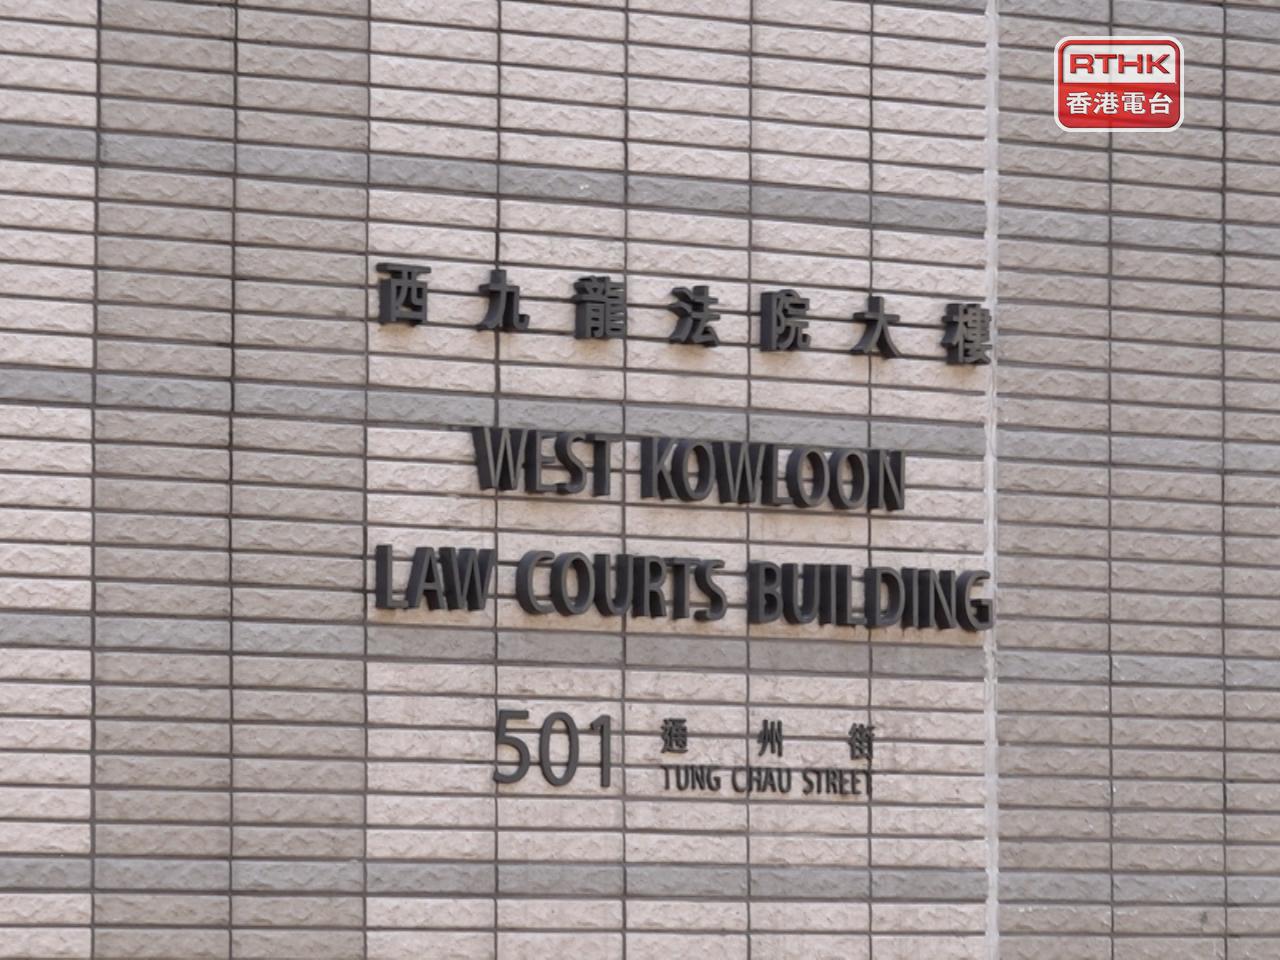 RTHK
香港電台
西九龍法院大樓
WEST KOWLOON
LAW COURTS BUILDING
501 通州街
TUNG CHAU STREET